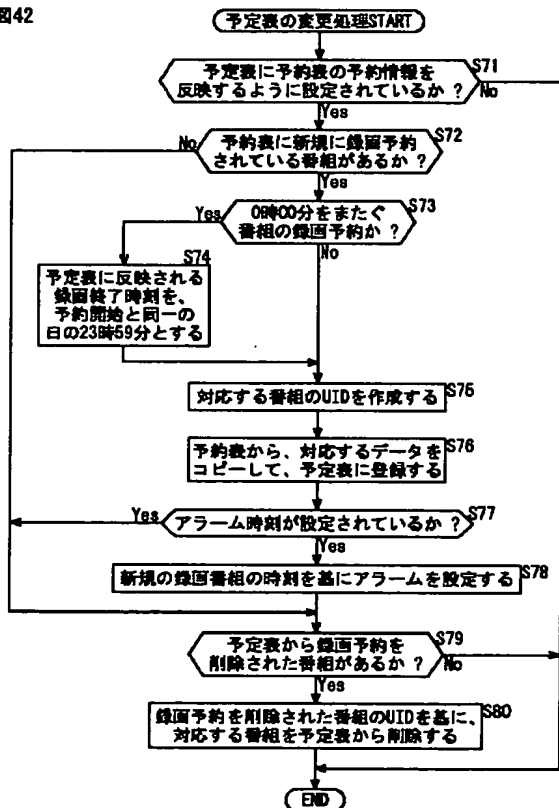 図42
予定表の変更処理START
予定表に予約表の予約情報を
反映するように設定されているか ?
S71
No
Yes
予約表に新規に録画予約
されている番組があるか ?
S72
No
Yes
0時00分をまたぐ
番組の録画予約か ?
S73
Yes
No
S74
予定表に反映される
録画終了時刻を、
予約開始と同一の
日の23時59分とする
対応する番組のUIDを作成する
S75
予約表から、対応するデータを
コピーして、予定表に登録する
S76
アラーム時刻が設定されているか ?
S77
Yes
Yes
新規の録画番組の時刻を基にアラームを設定する
S78
予定表から録画予約を
削除された番組があるか ?
S79
No
Yes
録画予約を削除された番組のUIDを基に、
対応する番組を予定表から削除する
S80
END